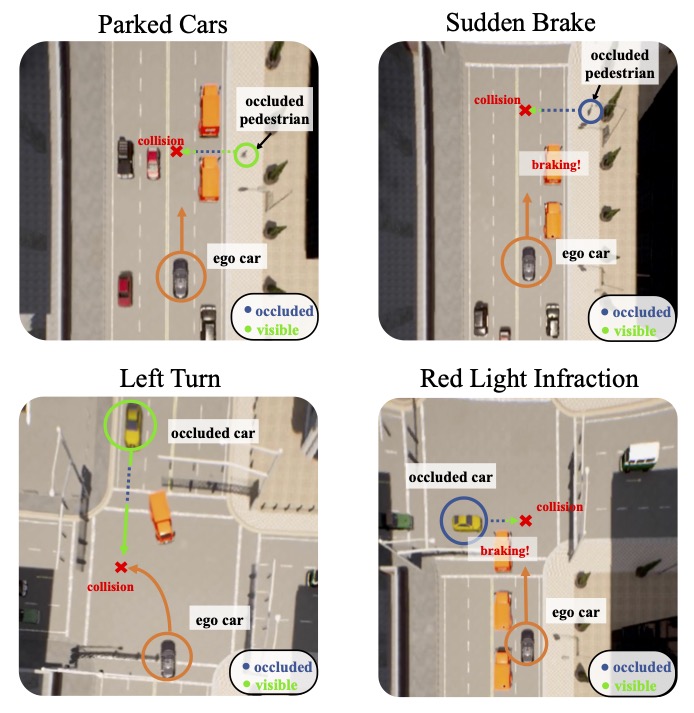 Parked Cars
occluded
pedestrian
collision
ego car
occluded
visible
Sudden Brake
occluded
pedestrian
collision
braking!
ego car
occluded
visible
Left Turn
occluded car
collision
ego car
occluded
visible
Red Light Infraction
occluded car
collision
braking!
ego car
occluded
visible